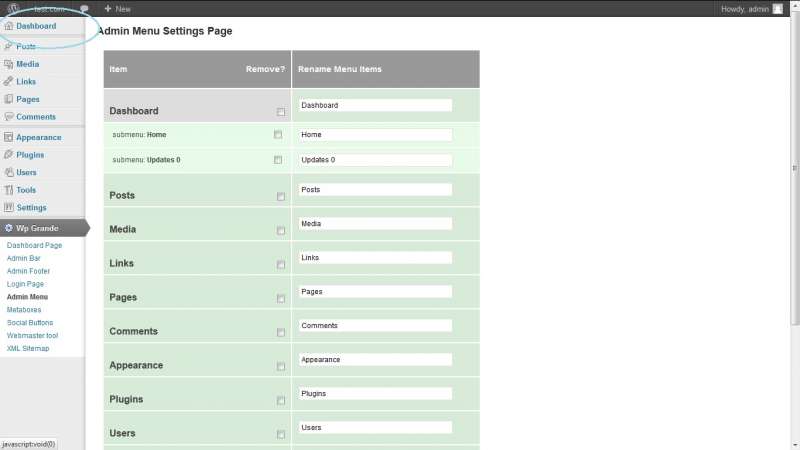 test.com
New
Howdy, admin
Dashboard
Posts
Media
Links
Pages
Comments
Appearance
Plugins
Users
Tools
Settings
Wp Grande
Dashboard Page
Admin Bar
Admin Footer
Login Page
Admin Menu
Metaboxes
Social Buttons
Webmaster tool
XML Sitemap
javascript:void(0)
Admin Menu Settings Page
Item Remove? Rename Menu Items
Dashboard Dashboard
submenu: Home Home
submenu: Updates 0 Updates 0
Posts Posts
Media Media
Links Links
Pages Pages
Comments Comments
Appearance Appearance
Plugins Plugins
Users Users